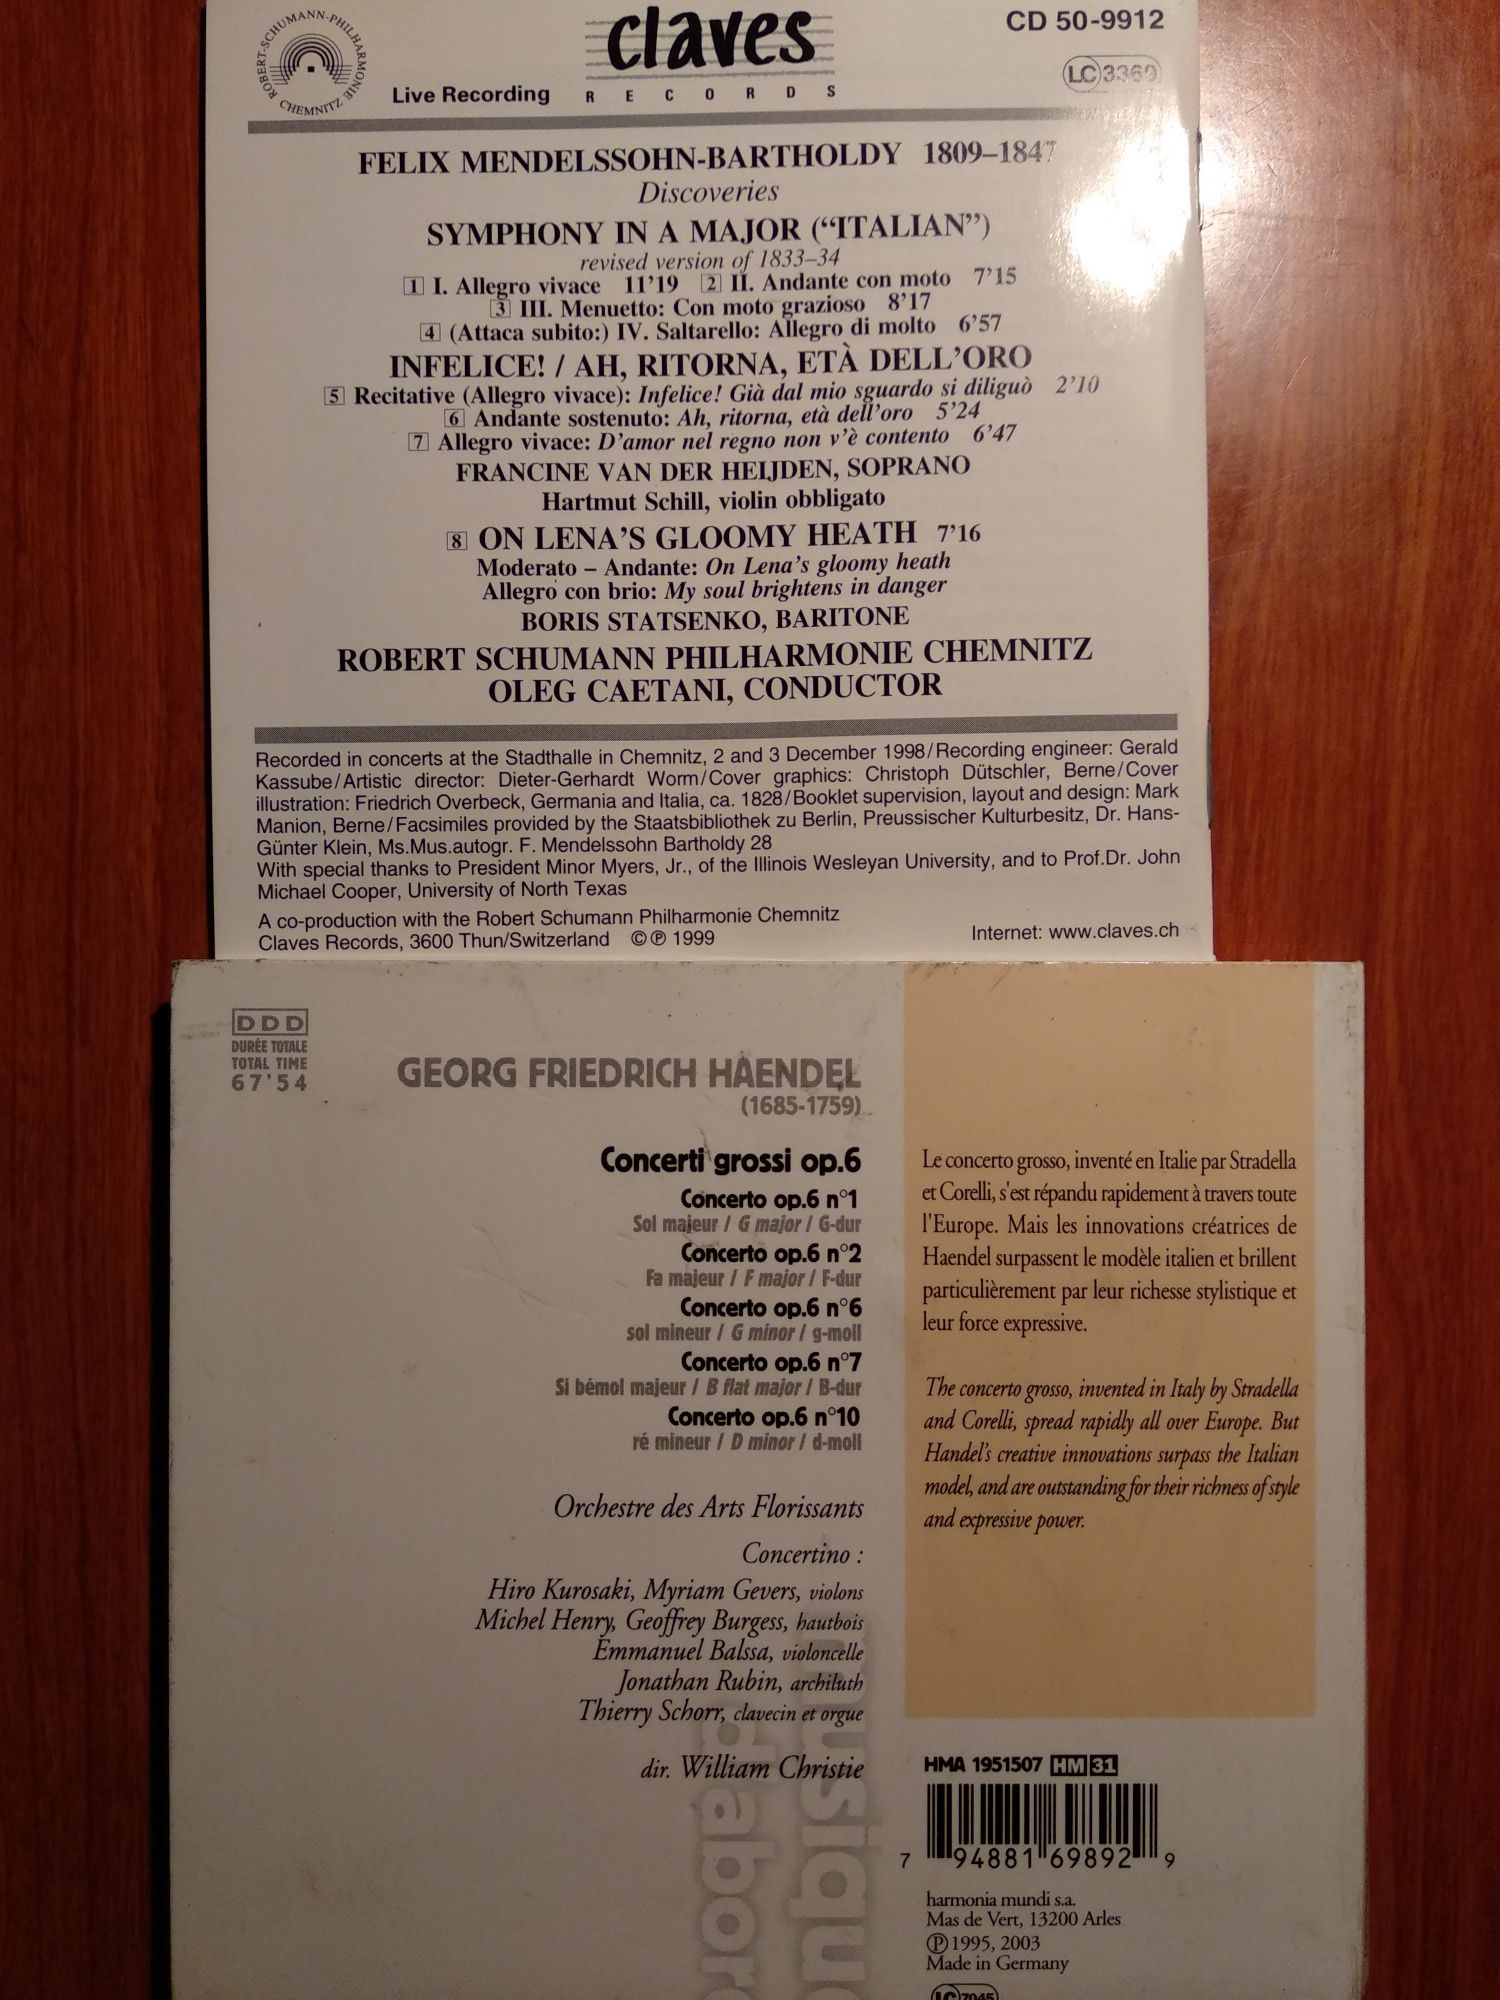 ROBERT-SCHUMANN-PHILHARMONIE CHEMNITZ
Live Recording
claves
RECORDS
CD 50-9912
LC 3369
FELIX MENDELSSOHN-BARTHOLDY 1809–1847
Discoveries
SYMPHONY IN A MAJOR (“ITALIAN”)
revised version of 1833–34
1 I. Allegro vivace 11’19 2 II. Andante con moto 7’15
3 III. Menuetto: Con moto grazioso 8’17
4 (Attaca subito:) IV. Saltarello: Allegro di molto 6’57
INFELICE! / AH, RITORNA, ETÀ DELL’ORO
5 Recitative (Allegro vivace): Infelice! Già dal mio sguardo si diliguò 2’10
6 Andante sostenuto: Ah, ritorna, età dell’oro 5’24
7 Allegro vivace: D’amor nel regno non v’è contento 6’47
FRANCINE VAN DER HEIJDEN, SOPRANO
Hartmut Schill, violin obbligato
8 ON LENA’S GLOOMY HEATH 7’16
Moderato – Andante: On Lena’s gloomy heath
Allegro con brio: My soul brightens in danger
BORIS STATSENKO, BARITONE
ROBERT SCHUMANN PHILHARMONIE CHEMNITZ
OLEG CAETANI, CONDUCTOR
Recorded in concerts at the Stadthalle in Chemnitz, 2 and 3 December 1998/Recording engineer: Gerald
Kassube/Artistic director: Dieter-Gerhardt Worm/Cover graphics: Christoph Dütschler, Berne/Cover
illustration: Friedrich Overbeck, Germania and Italia, ca. 1828/Booklet supervision, layout and design: Mark
Manion, Berne/Facsimiles provided by the Staatsbibliothek zu Berlin, Preussischer Kulturbesitz, Dr. Hans-
Günter Klein, Ms.Mus.autogr. F. Mendelssohn Bartholdy 28
With special thanks to President Minor Myers, Jr., of the Illinois Wesleyan University, and to Prof.Dr. John
Michael Cooper, University of North Texas
A co-production with the Robert Schumann Philharmonie Chemnitz
Claves Records, 3600 Thun/Switzerland ©℗ 1999
Internet: www.claves.ch
DDD
DURÉE TOTALE
TOTAL TIME
67'54
GEORG FRIEDRICH HAENDEL
(1685-1759)
Concerti grossi op.6
Concerto op.6 n°1
Sol majeur / G major / G-dur
Concerto op.6 n°2
Fa majeur / F major / F-dur
Concerto op.6 n°6
sol mineur / G minor / g-moll
Concerto op.6 n°7
Si bémol majeur / B flat major / B-dur
Concerto op.6 n°10
ré mineur / D minor / d-moll
Orchestre des Arts Florissants
Concertino :
Hiro Kurosaki, Myriam Gevers, violons
Michel Henry, Geoffrey Burgess, hautbois
Emmanuel Balssa, violoncelle
Jonathan Rubin, archiluth
Thierry Schorr, clavecin et orgue
dir. William Christie
Le concerto grosso, inventé en Italie par Stradella
et Corelli, s'est répandu rapidement à travers toute
l'Europe. Mais les innovations créatrices de
Haendel surpassent le modèle italien et brillent
particulièrement par leur richesse stylistique et
leur force expressive.
The concerto grosso, invented in Italy by Stradella
and Corelli, spread rapidly all over Europe. But
Handel's creative innovations surpass the Italian
model, and are outstanding for their richness of style
and expressive power.
HMA 1951507 HM 31
7 94881 69892 9
harmonia mundi s.a.
Mas de Vert, 13200 Arles
℗ 1995, 2003
Made in Germany
LC 7045